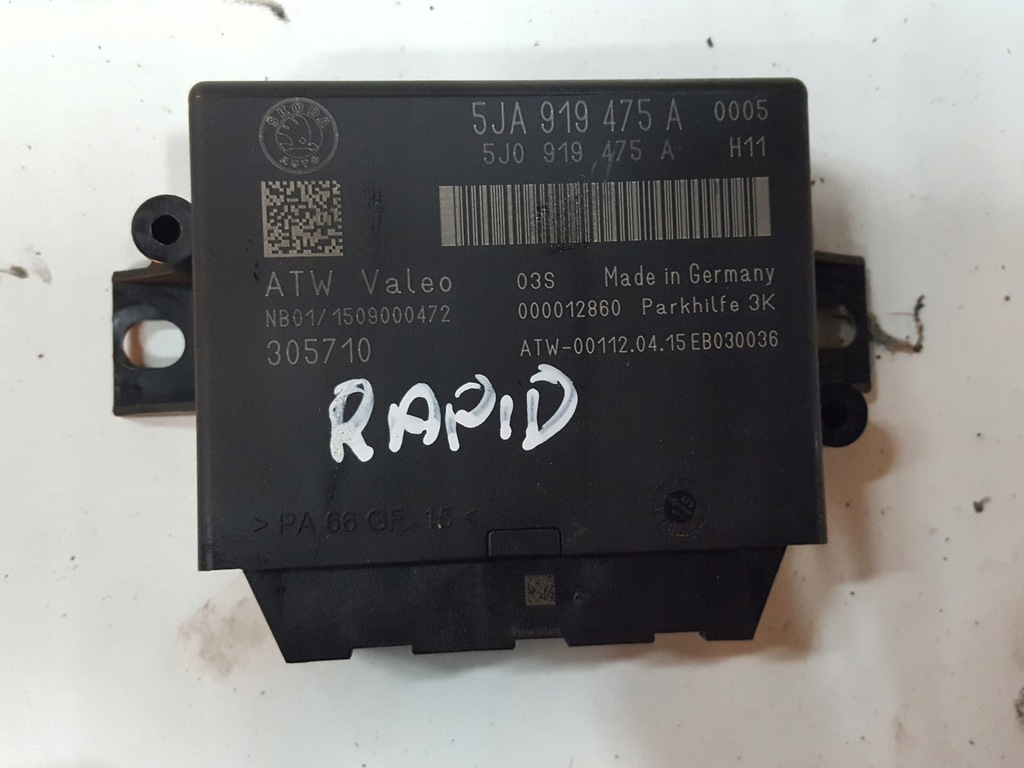 ŠKODA AUTO
5JA 919 475 A 0005
5J0 919 475 A H11
ATW Valeo 03S Made in Germany
NB01/1509000472 000012860 Parkhilfe 3K
305710 ATW-00112.04.15EB030036
RAPID
>PA 66 GF 15<